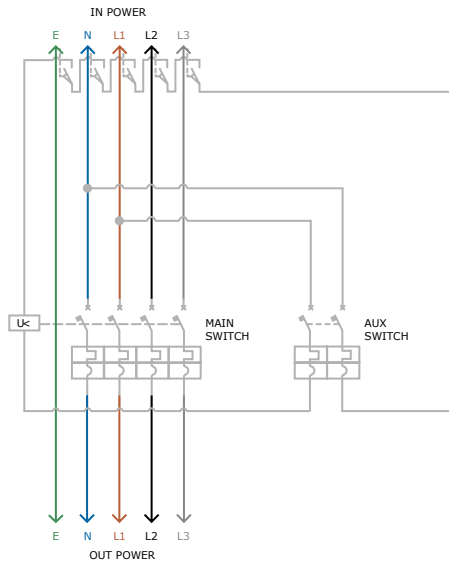 IN POWER
E N L1 L2 L3
U<
MAIN
SWITCH
AUX
SWITCH
E N L1 L2 L3
OUT POWER